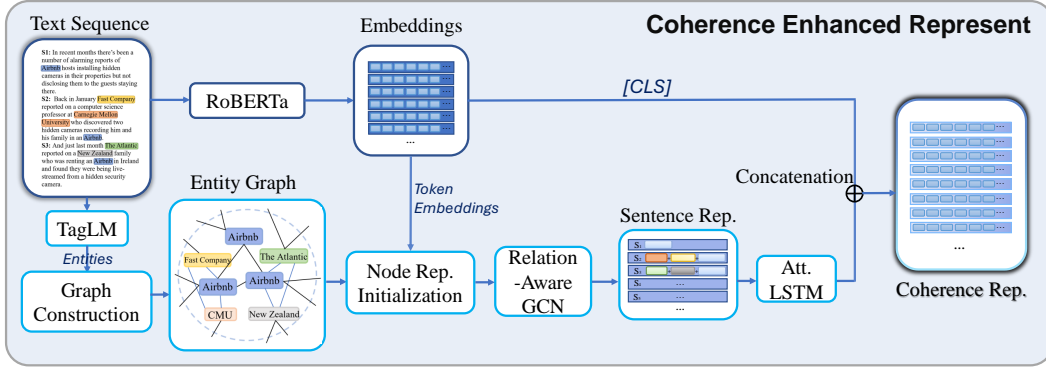 Text Sequence
Embeddings
Coherence Enhanced Represent
S1: In recent months there's been a
number of alarming reports of
Airbnb hosts installing hidden
cameras in their properties but not
disclosing them to the guests staying
there.
S2: Back in January Fast Company
reported on a computer science
professor at Carnegie Mellon
University who discovered two
hidden cameras recording him and
his family in an Airbnb.
S3: And just last month The Atlantic
reported on a New Zealand family
who was renting an Airbnb in Ireland
and found they were being live-
streamed from a hidden security
camera.
RoBERTa
...
[CLS]
Token
Embeddings
Concatenation
...
Coherence Rep.
TagLM
Entities
Graph
Construction
Entity Graph
Airbnb
Fast Company
The Atlantic
Airbnb
Airbnb
CMU
New Zealand
Node Rep.
Initialization
Relation
-Aware
GCN
Sentence Rep.
S₁
S₂
S₃
...
...
...
Att.
LSTM